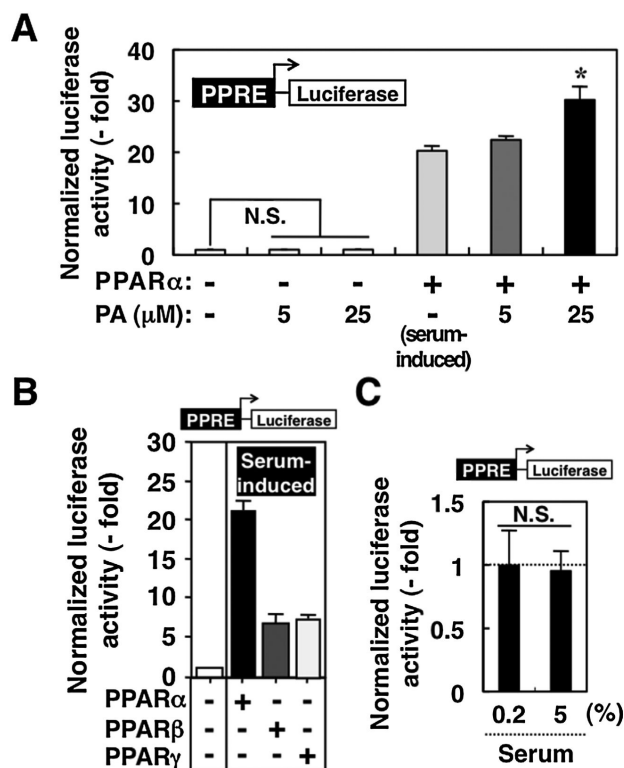 A
Normalized luciferase
activity (- fold)
40
30
20
10
0
PPRE Luciferase
N.S.
*
PPARα: - - - + + +
PA (μM): - 5 25 - 5 25
(serum-
induced)
B
PPRE Luciferase
Normalized luciferase
activity (- fold)
30
25
20
15
10
5
0
Serum-
induced
PPARα - + - -
PPARβ - - + -
PPARγ - - - +
C
PPRE Luciferase
Normalized luciferase
activity (- fold)
1.5
1
0.5
0
N.S.
0.2 5 (%)
Serum